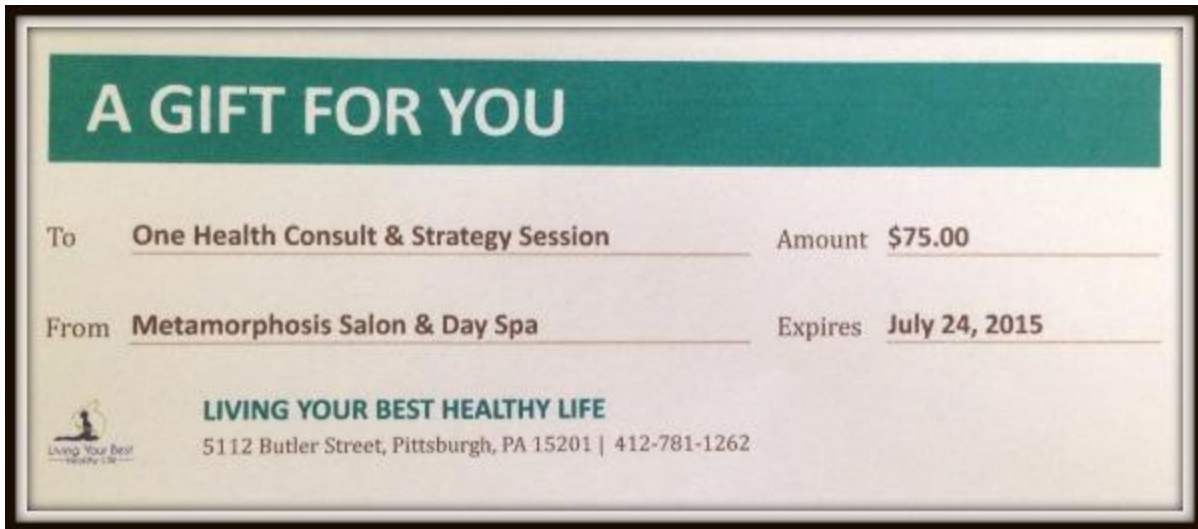 A GIFT FOR YOU
To One Health Consult & Strategy Session Amount $75.00
From Metamorphosis Salon & Day Spa Expires July 24, 2015
LIVING YOUR BEST HEALTHY LIFE
5112 Butler Street, Pittsburgh, PA 15201 | 412-781-1262
Living Your Best
Healthy Life